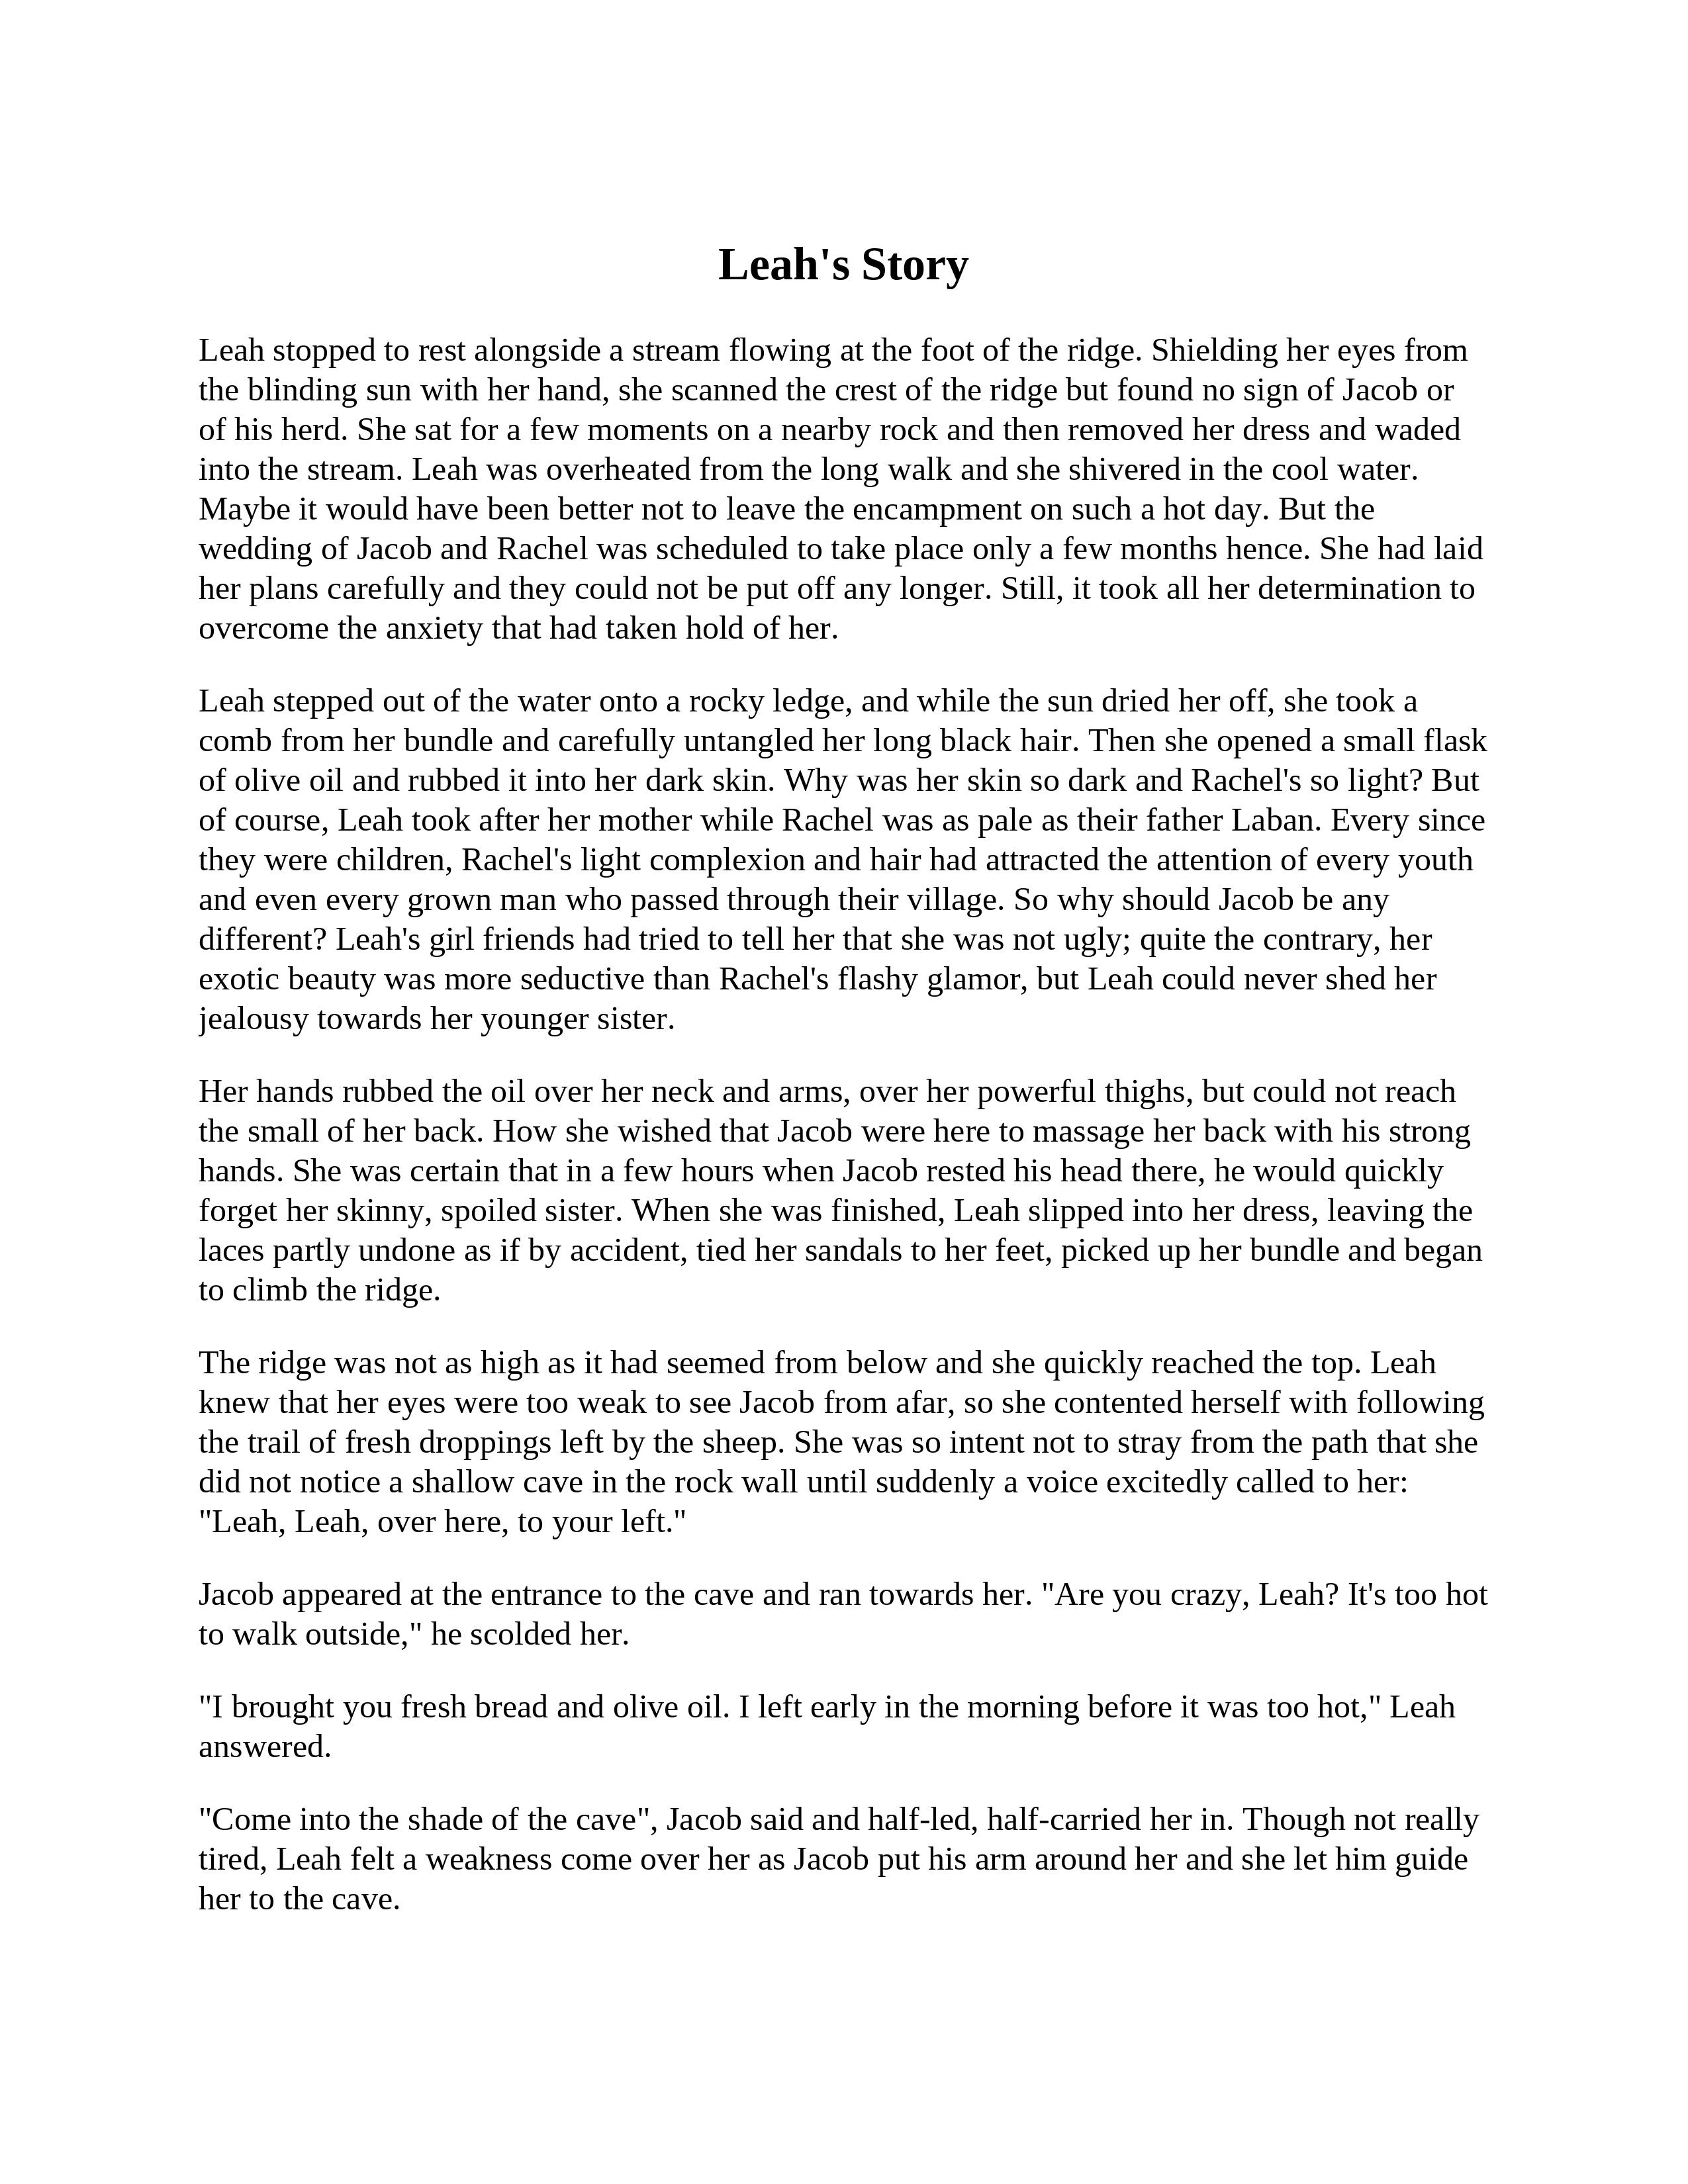 Leah's Story
Leah stopped to rest alongside a stream flowing at the foot of the ridge. Shielding her eyes from
the blinding sun with her hand, she scanned the crest of the ridge but found no sign of Jacob or
of his herd. She sat for a few moments on a nearby rock and then removed her dress and waded
into the stream. Leah was overheated from the long walk and she shivered in the cool water.
Maybe it would have been better not to leave the encampment on such a hot day. But the
wedding of Jacob and Rachel was scheduled to take place only a few months hence. She had laid
her plans carefully and they could not be put off any longer. Still, it took all her determination to
overcome the anxiety that had taken hold of her.
Leah stepped out of the water onto a rocky ledge, and while the sun dried her off, she took a
comb from her bundle and carefully untangled her long black hair. Then she opened a small flask
of olive oil and rubbed it into her dark skin. Why was her skin so dark and Rachel's so light? But
of course, Leah took after her mother while Rachel was as pale as their father Laban. Every since
they were children, Rachel's light complexion and hair had attracted the attention of every youth
and even every grown man who passed through their village. So why should Jacob be any
different? Leah's girl friends had tried to tell her that she was not ugly; quite the contrary, her
exotic beauty was more seductive than Rachel's flashy glamor, but Leah could never shed her
jealousy towards her younger sister.
Her hands rubbed the oil over her neck and arms, over her powerful thighs, but could not reach
the small of her back. How she wished that Jacob were here to massage her back with his strong
hands. She was certain that in a few hours when Jacob rested his head there, he would quickly
forget her skinny, spoiled sister. When she was finished, Leah slipped into her dress, leaving the
laces partly undone as if by accident, tied her sandals to her feet, picked up her bundle and began
to climb the ridge.
The ridge was not as high as it had seemed from below and she quickly reached the top. Leah
knew that her eyes were too weak to see Jacob from afar, so she contented herself with following
the trail of fresh droppings left by the sheep. She was so intent not to stray from the path that she
did not notice a shallow cave in the rock wall until suddenly a voice excitedly called to her:
"Leah, Leah, over here, to your left."
Jacob appeared at the entrance to the cave and ran towards her. "Are you crazy, Leah? It's too hot
to walk outside," he scolded her.
"I brought you fresh bread and olive oil. I left early in the morning before it was too hot," Leah
answered.
"Come into the shade of the cave", Jacob said and half-led, half-carried her in. Though not really
tired, Leah felt a weakness come over her as Jacob put his arm around her and she let him guide
her to the cave.